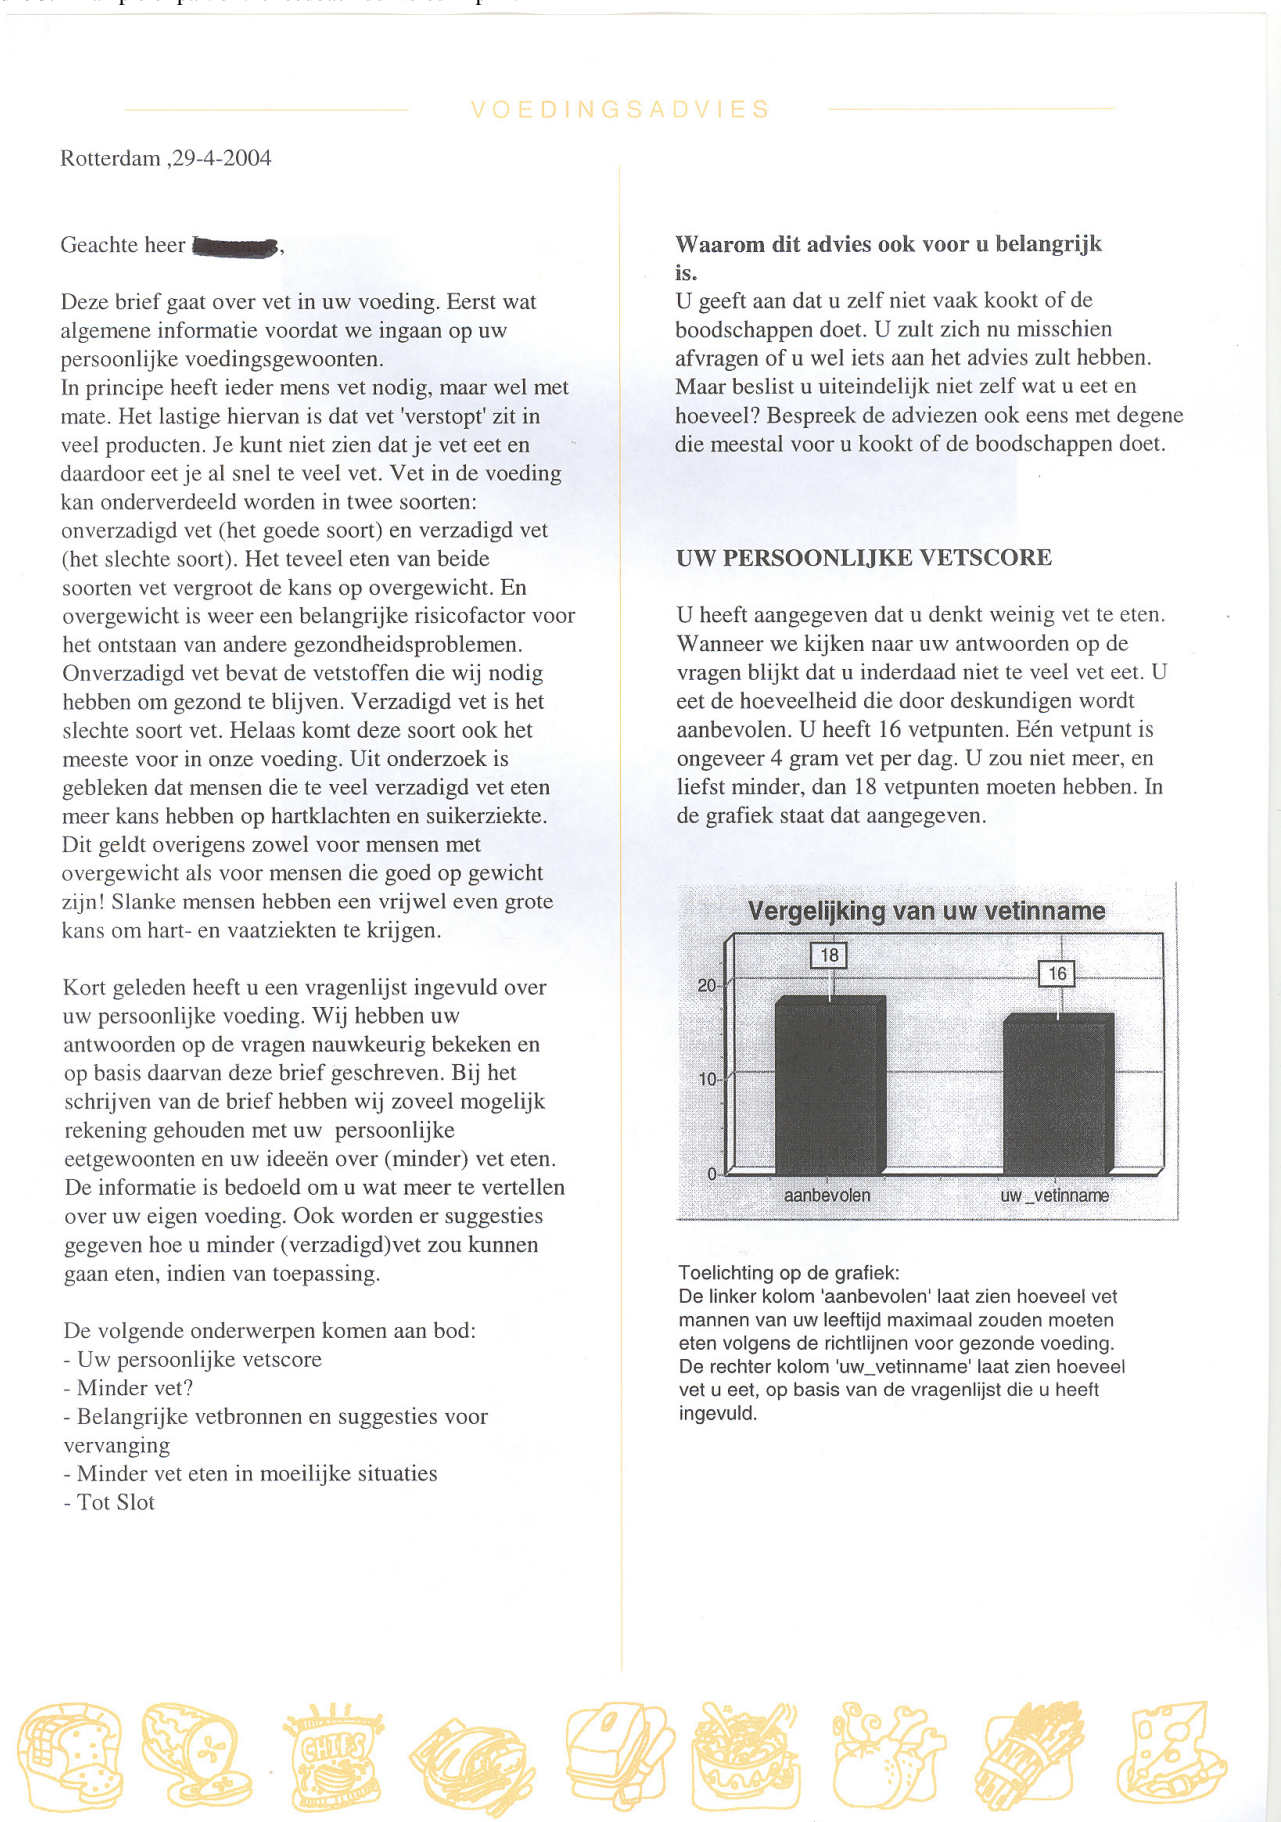 VOEDINGSADVIES
Rotterdam ,29-4-2004
Geachte heer ,
Deze brief gaat over vet in uw voeding. Eerst wat
algemene informatie voordat we ingaan op uw
persoonlijke voedingsgewoonten.
In principe heeft ieder mens vet nodig, maar wel met
mate. Het lastige hiervan is dat vet 'verstopt' zit in
veel producten. Je kunt niet zien dat je vet eet en
daardoor eet je al snel te veel vet. Vet in de voeding
kan onderverdeeld worden in twee soorten:
onverzadigd vet (het goede soort) en verzadigd vet
(het slechte soort). Het teveel eten van beide
soorten vet vergroot de kans op overgewicht. En
overgewicht is weer een belangrijke risicofactor voor
het ontstaan van andere gezondheidsproblemen.
Onverzadigd vet bevat de vetstoffen die wij nodig
hebben om gezond te blijven. Verzadigd vet is het
slechte soort vet. Helaas komt deze soort ook het
meeste voor in onze voeding. Uit onderzoek is
gebleken dat mensen die te veel verzadigd vet eten
meer kans hebben op hartklachten en suikerziekte.
Dit geldt overigens zowel voor mensen met
overgewicht als voor mensen die goed op gewicht
zijn! Slanke mensen hebben een vrijwel even grote
kans om hart- en vaatziekten te krijgen.
Kort geleden heeft u een vragenlijst ingevuld over
uw persoonlijke voeding. Wij hebben uw
antwoorden op de vragen nauwkeurig bekeken en
op basis daarvan deze brief geschreven. Bij het
schrijven van de brief hebben wij zoveel mogelijk
rekening gehouden met uw persoonlijke
eetgewoonten en uw ideeën over (minder) vet eten.
De informatie is bedoeld om u wat meer te vertellen
over uw eigen voeding. Ook worden er suggesties
gegeven hoe u minder (verzadigd)vet zou kunnen
gaan eten, indien van toepassing.
De volgende onderwerpen komen aan bod:
- Uw persoonlijke vetscore
- Minder vet?
- Belangrijke vetbronnen en suggesties voor
vervanging
- Minder vet eten in moeilijke situaties
- Tot Slot
Waarom dit advies ook voor u belangrijk
is.
U geeft aan dat u zelf niet vaak kookt of de
boodschappen doet. U zult zich nu misschien
afvragen of u wel iets aan het advies zult hebben.
Maar beslist u uiteindelijk niet zelf wat u eet en
hoeveel? Bespreek de adviezen ook eens met degene
die meestal voor u kookt of de boodschappen doet.
UW PERSOONLIJKE VETSCORE
U heeft aangegeven dat u denkt weinig vet te eten.
Wanneer we kijken naar uw antwoorden op de
vragen blijkt dat u inderdaad niet te veel vet eet. U
eet de hoeveelheid die door deskundigen wordt
aanbevolen. U heeft 16 vetpunten. Eén vetpunt is
ongeveer 4 gram vet per dag. U zou niet meer, en
liefst minder, dan 18 vetpunten moeten hebben. In
de grafiek staat dat aangegeven.
Vergelijking van uw vetinname
18
16
20
10
0
aanbevolen uw_vetinname
Toelichting op de grafiek:
De linker kolom 'aanbevolen' laat zien hoeveel vet
mannen van uw leeftijd maximaal zouden moeten
eten volgens de richtlijnen voor gezonde voeding.
De rechter kolom 'uw_vetinname' laat zien hoeveel
vet u eet, op basis van de vragenlijst die u heeft
ingevuld.
CHIPS